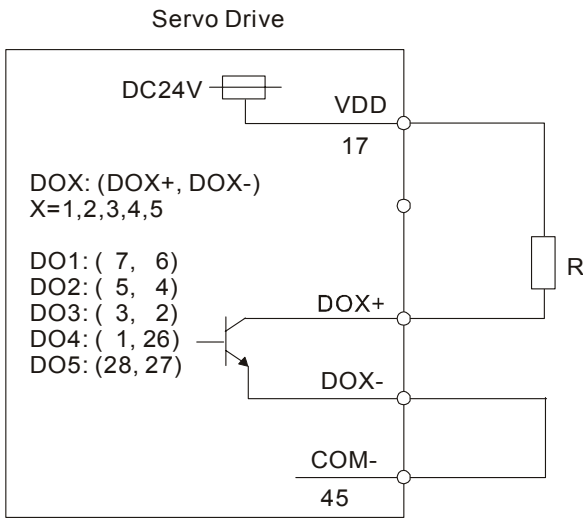 Servo Drive
DC24V
VDD
17
DOX: (DOX+, DOX-)
X=1,2,3,4,5
R
DO1: ( 7, 6)
DO2: ( 5, 4)
DO3: ( 3, 2)
DO4: ( 1, 26)
DO5: (28, 27)
DOX+
DOX-
COM-
45